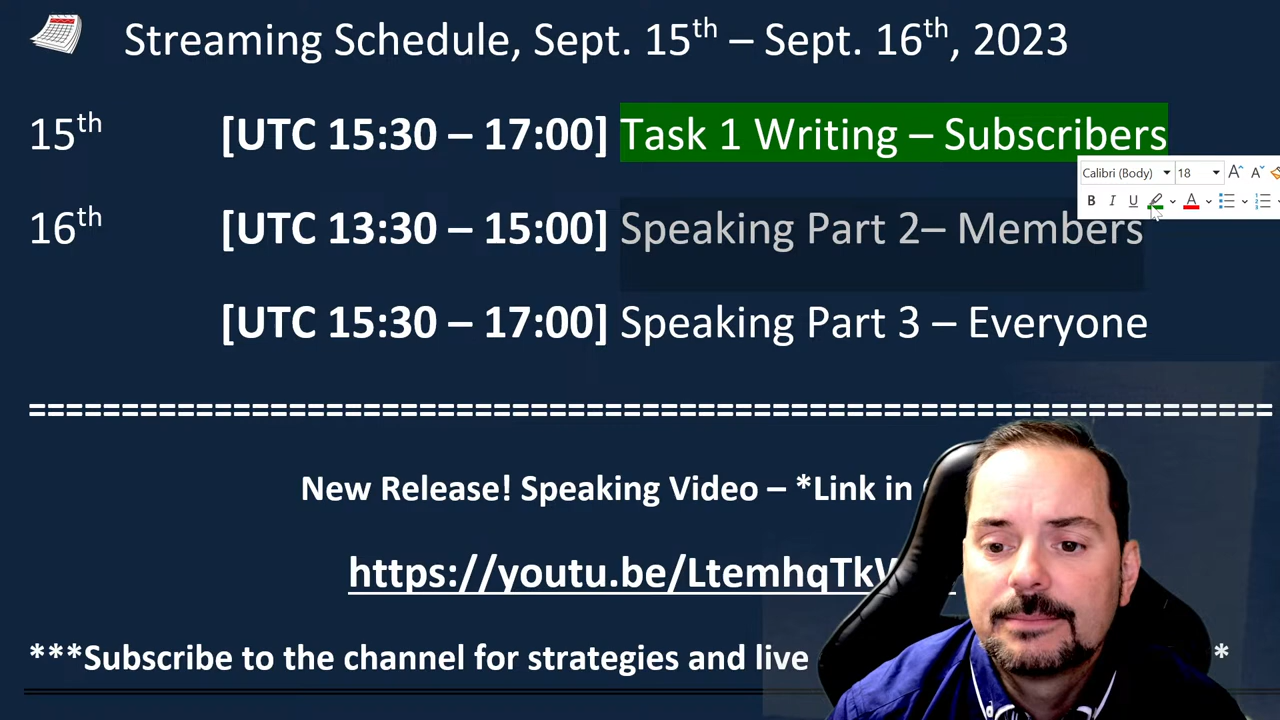 Streaming Schedule, Sept. 15th – Sept. 16th, 2023
15th [UTC 15:30 – 17:00] Task 1 Writing – Subscribers
Calibri (Body) 18
B I U A
16th [UTC 13:30 – 15:00] Speaking Part 2– Members
[UTC 15:30 – 17:00] Speaking Part 3 – Everyone
==================================================================
New Release! Speaking Video – *Link in
https://youtu.be/LtemhqTk
***Subscribe to the channel for strategies and live *